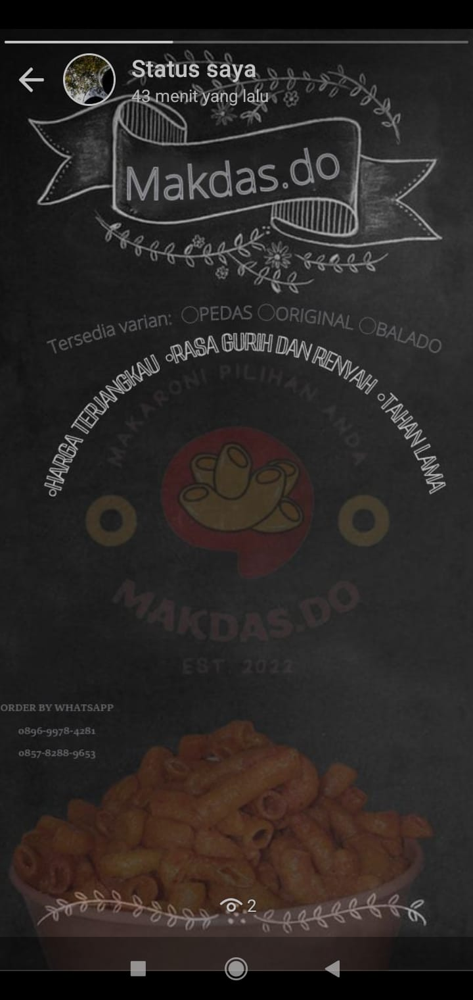 Status saya
43 menit yang lalu
Makdas.do
Tersedia varian: ○PEDAS ○ORIGINAL ○BALADO
∘HARGA TERJANGKAU ∘RASA GURIH DAN RENYAH ∘TAHAN LAMA
MAKARONI PILIHAN ANDA
MAKDAS.DO
EST. 2022
ORDER BY WHATSAPP
0896-9978-4281
0857-8288-9653
2